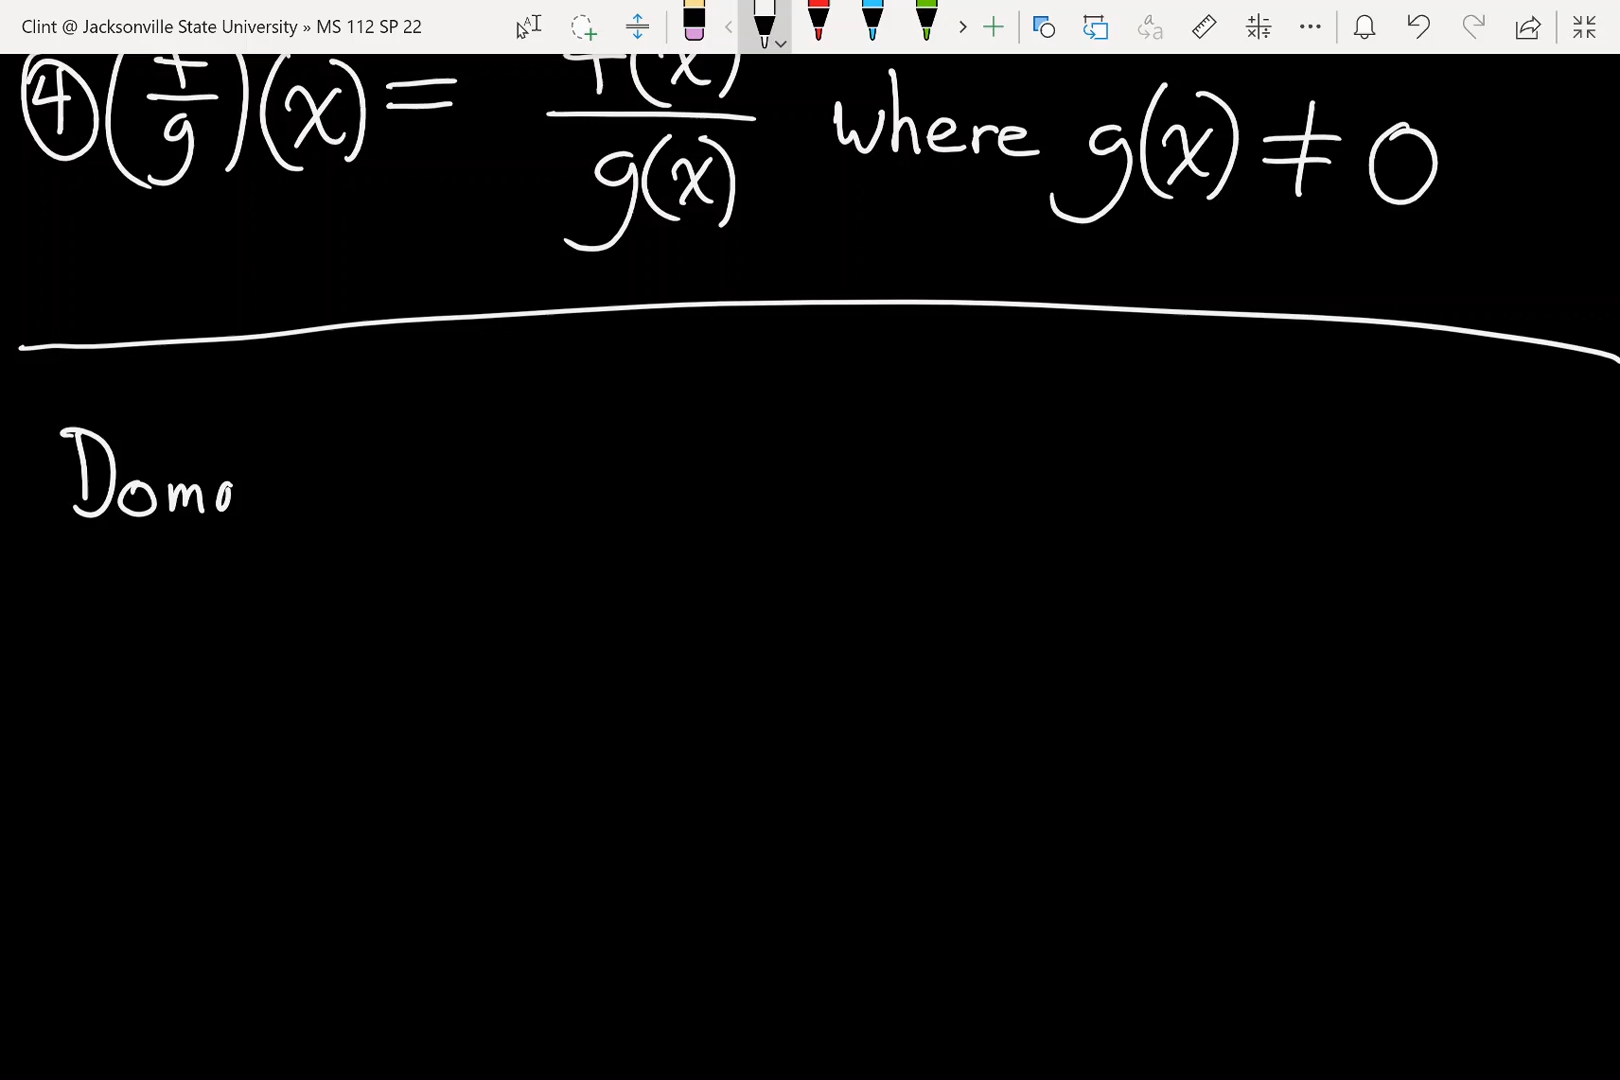 Clint @ Jacksonville State University » MS 112 SP 22
④ (f/g)(x) = f(x)/g(x) where g(x) ≠ 0
Domo